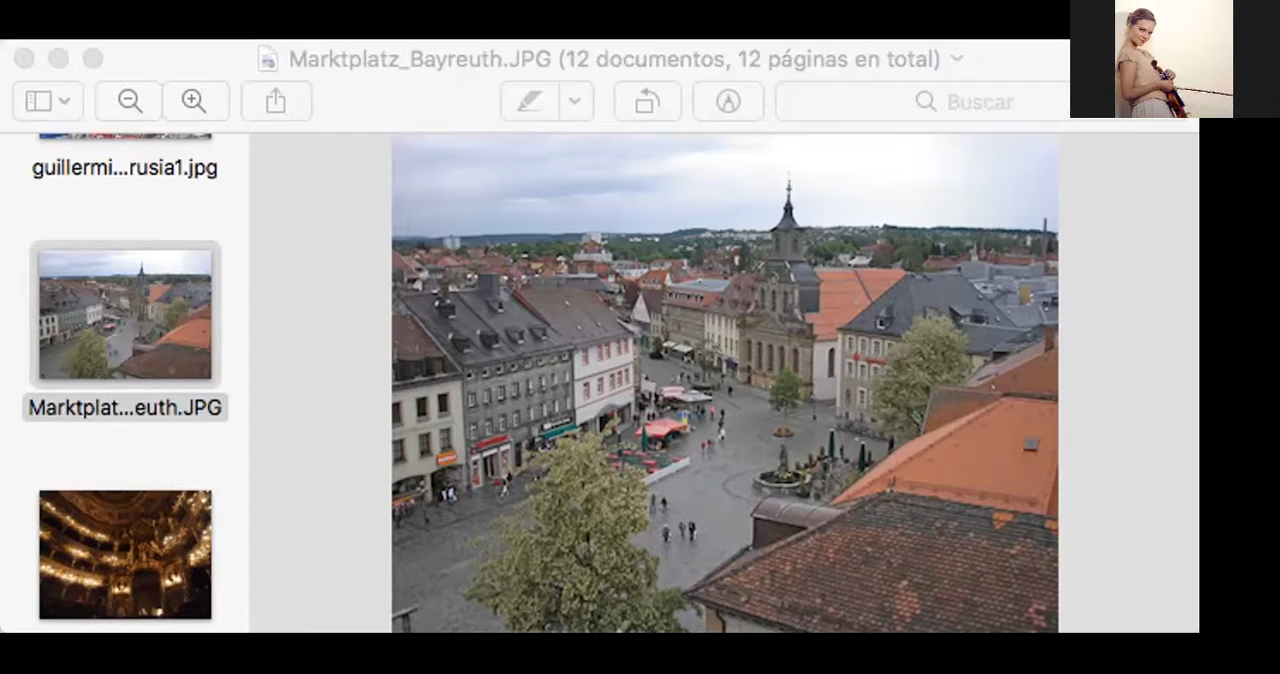 Marktplatz_Bayreuth.JPG (12 documentos, 12 páginas en total)
Buscar
guillermi...rusia1.jpg
Marktplat...euth.JPG